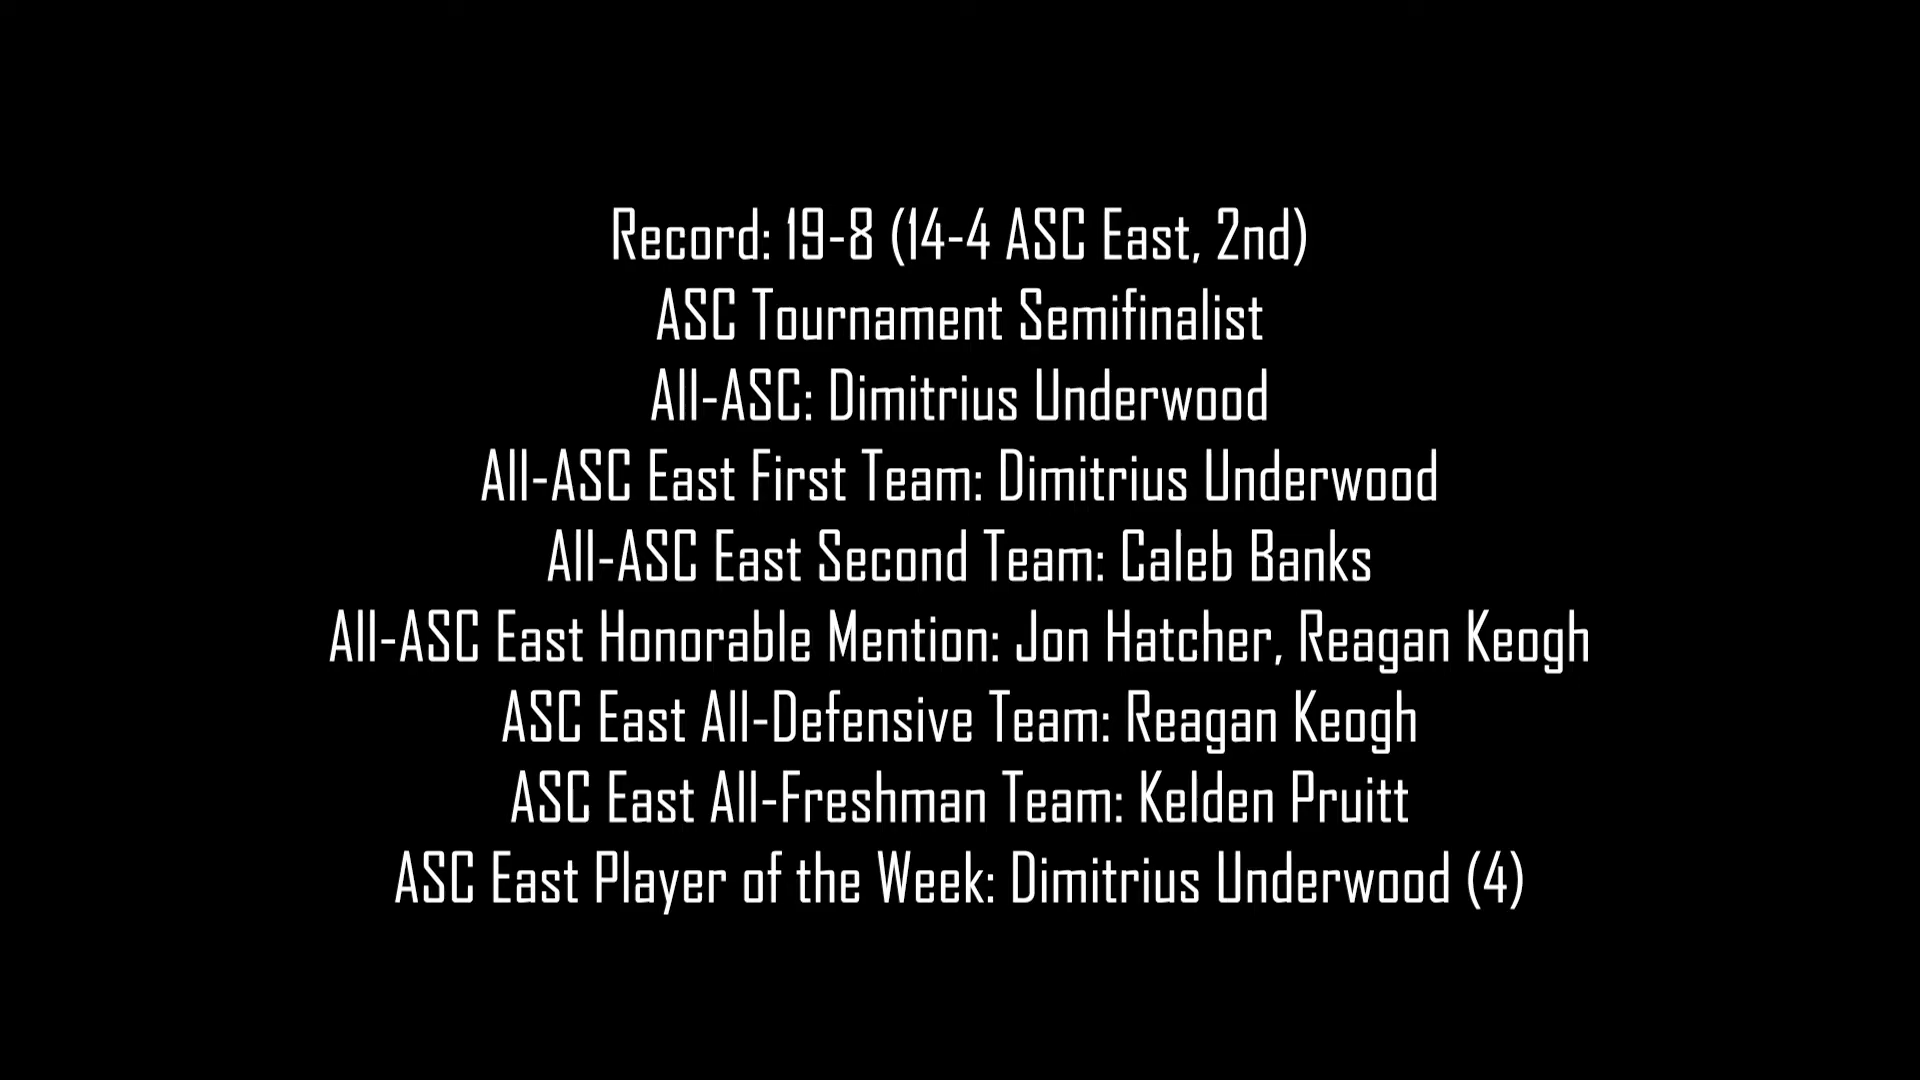 Record: 19-8 (14-4 ASC East, 2nd)
ASC Tournament Semifinalist
All-ASC: Dimitrius Underwood
All-ASC East First Team: Dimitrius Underwood
All-ASC East Second Team: Caleb Banks
All-ASC East Honorable Mention: Jon Hatcher, Reagan Keogh
ASC East All-Defensive Team: Reagan Keogh
ASC East All-Freshman Team: Kelden Pruitt
ASC East Player of the Week: Dimitrius Underwood (4)